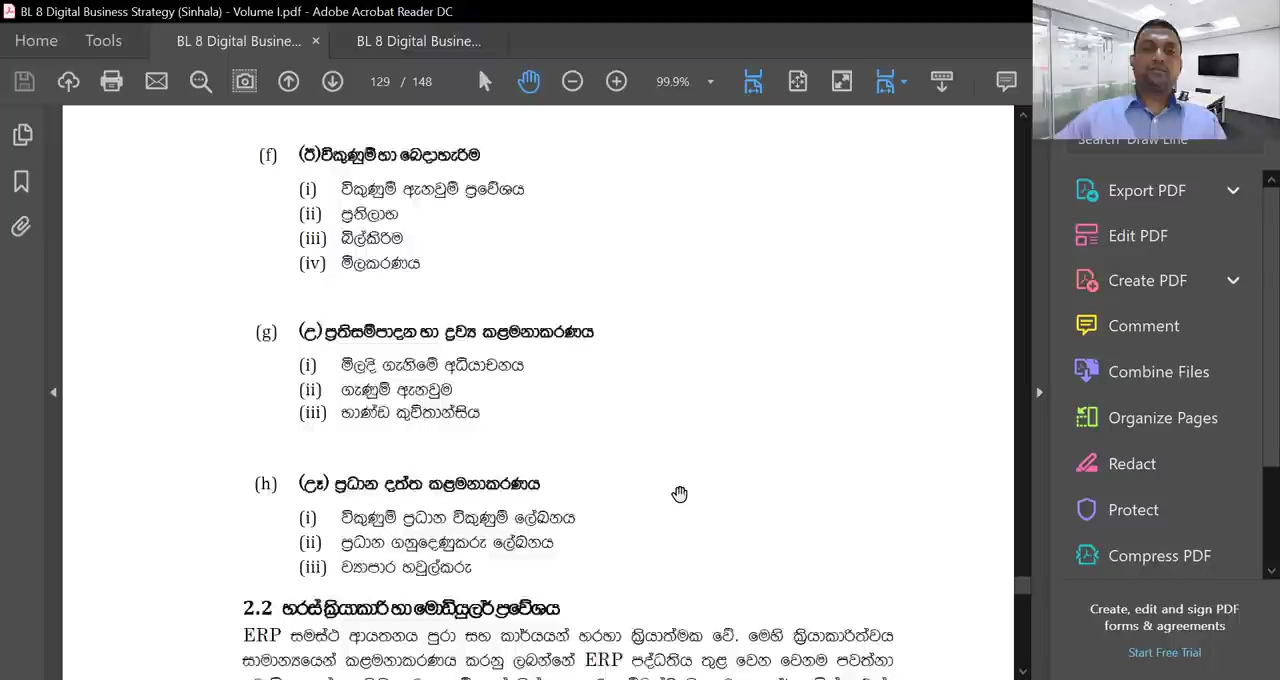 BL 8 Digital Business Strategy (Sinhala) - Volume I.pdf - Adobe Acrobat Reader DC
Home Tools BL 8 Digital Busine... × BL 8 Digital Busine...
129 / 148 99.9%
(f) (ඊ)විකුණුම් හා බෙදාහැරිම
(i) විකුණුම් ඇනවුම් ප්‍රවේශය
(ii) ප්‍රතිලාභ
(iii) බිල්කිරිම
(iv) මිලකරණය
(g) (උ) ප්‍රතිසම්පාදන හා ද්‍රව්‍ය කළමනාකරණය
(i) මිලදි ගැනිමේ අධියාචනය
(ii) ගැණුම් ඇනවුම
(iii) භාණ්ඩ කුවිතාන්සිය
(h) (ඌ) ප්‍රධාන දත්ත කළමනාකරණය
(i) විකුණුම් ප්‍රධාන විකුණුම් ලේඛනය
(ii) ප්‍රධාන ගනුදෙණුකරු ලේඛනය
(iii) ව්‍යාපාර හවුල්කරු
2.2 හරස් ක්‍රියාකාරී හා මොඩියුලර් ප්‍රවේශය
ERP සමස්ථ ආයතනය පුරා සහ කාර්යයන් හරහා ක්‍රියාත්මක වේ. මෙහි ක්‍රියාකාරිත්වය
සාමාන්‍යයෙන් කළමනාකරණය කරනු ලබන්නේ ERP පද්ධතිය තුළ වෙන වෙනම පවත්නා
Search 'Draw Line'
Export PDF
Edit PDF
Create PDF
Comment
Combine Files
Organize Pages
Redact
Protect
Compress PDF
Create, edit and sign PDF
forms & agreements
Start Free Trial